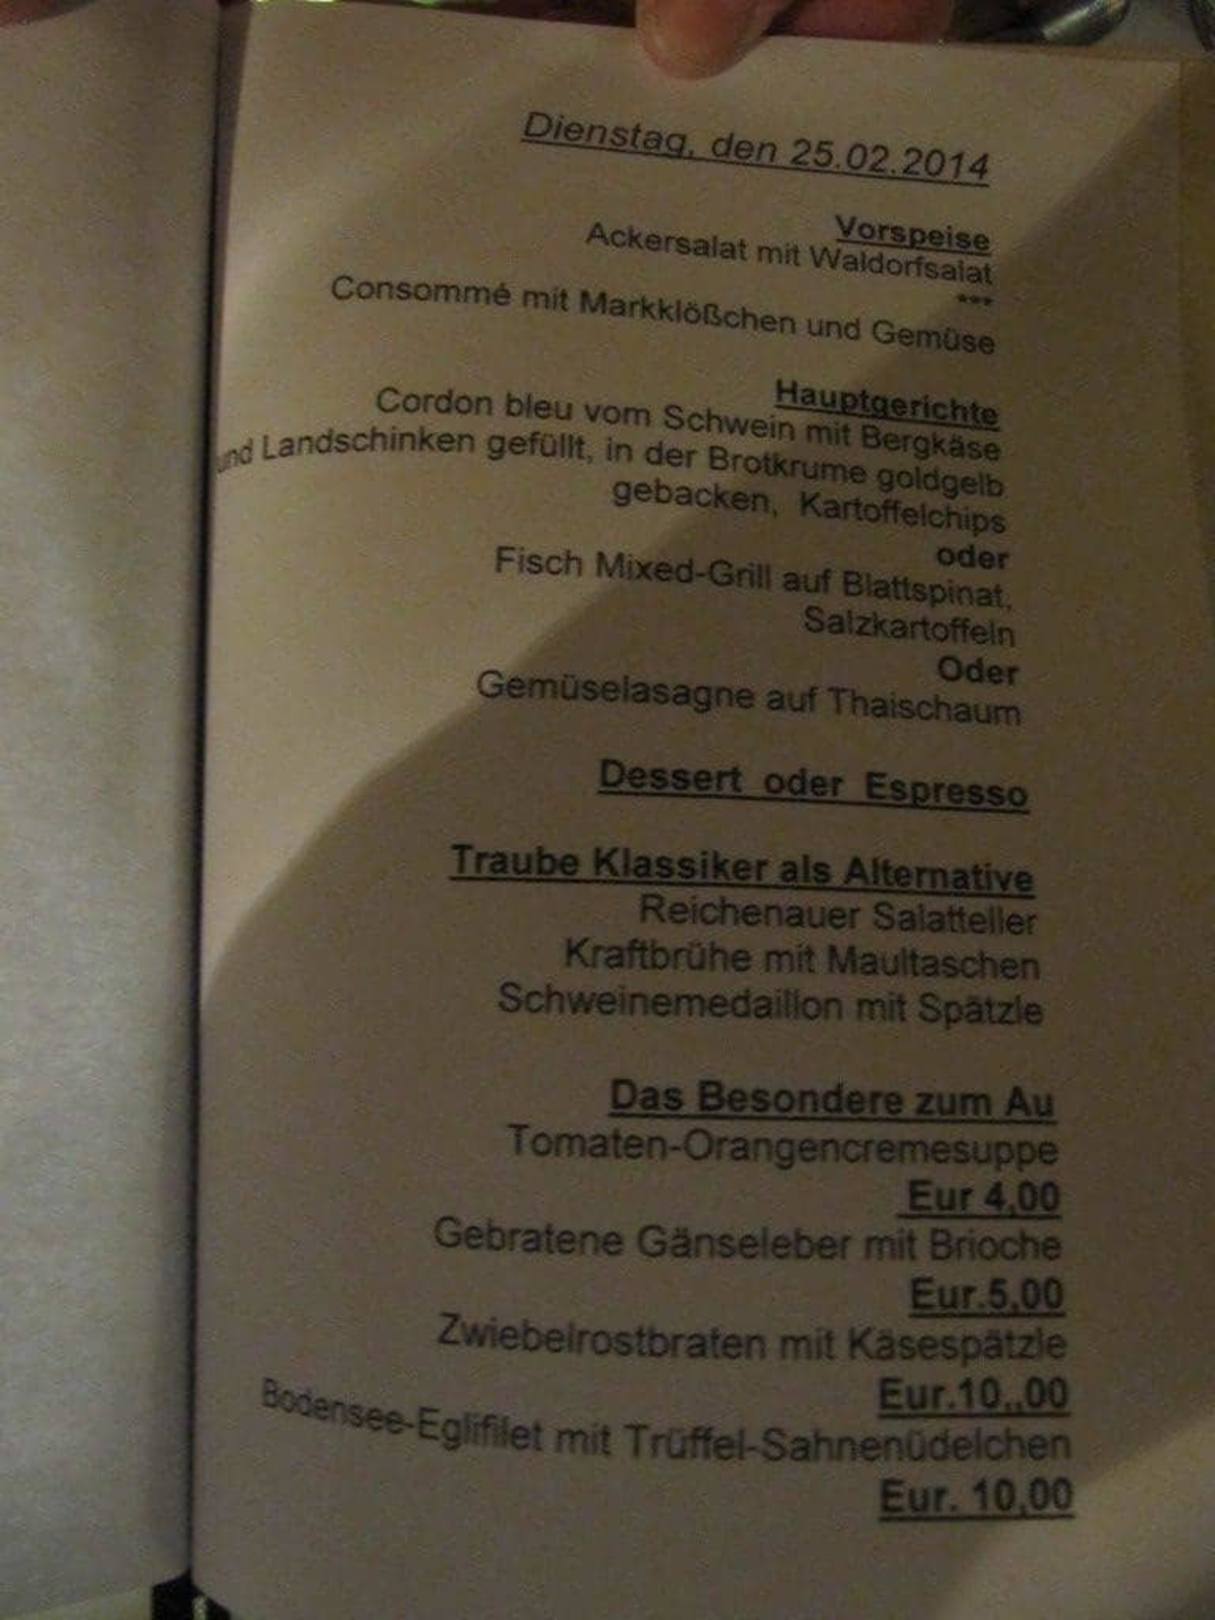 Dienstag, den 25.02.2014
Vorspeise
Ackersalat mit Waldorfsalat
***
Consommé mit Markklößchen und Gemüse
Hauptgerichte
Cordon bleu vom Schwein mit Bergkäse
und Landschinken gefüllt, in der Brotkrume goldgelb
gebacken, Kartoffelchips
oder
Fisch Mixed-Grill auf Blattspinat,
Salzkartoffeln
Oder
Gemüselasagne auf Thaischaum
Dessert oder Espresso
Traube Klassiker als Alternative
Reichenauer Salatteller
Kraftbrühe mit Maultaschen
Schweinemedaillon mit Spätzle
Das Besondere zum Au
Tomaten-Orangencremesuppe
Eur 4,00
Gebratene Gänseleber mit Brioche
Eur.5,00
Zwiebelrostbraten mit Käsespätzle
Eur.10,,00
Bodensee-Eglifilet mit Trüffel-Sahnenüdelchen
Eur. 10,00